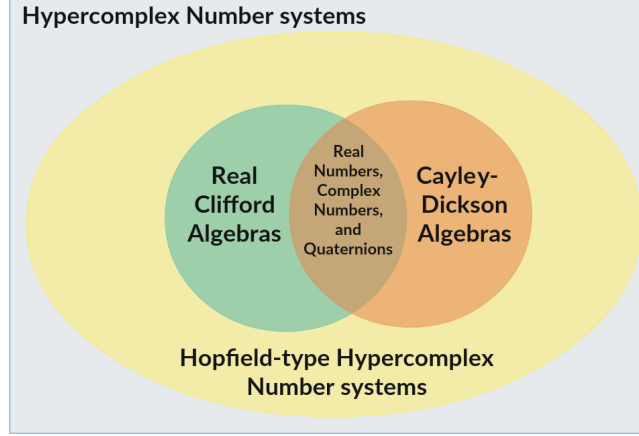 Hypercomplex Number systems
Real
Clifford
Algebras
Real
Numbers,
Complex
Numbers,
and
Quaternions
Cayley-
Dickson
Algebras
Hopfield-type Hypercomplex
Number systems